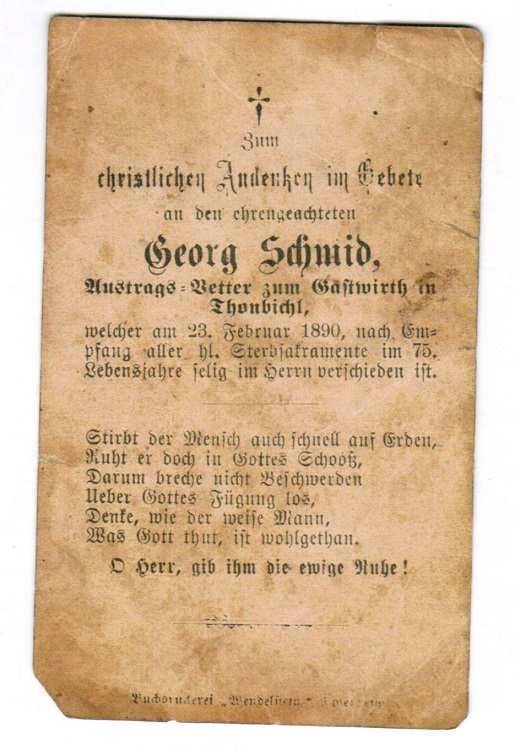 Zum
christlichen Andenken im Gebete
an den ehrengeachteten
Georg Schmid,
Austrags-Vetter zum Gastwirth in
Thonbichl,
welcher am 23. Februar 1890, nach Em-
pfang aller hl. Sterbsakramente im 75.
Lebensjahre selig im Herrn verschieden ist.
Stirbt der Mensch auch schnell auf Erden,
Ruht er doch in Gottes Schooß,
Darum breche nicht Beschwerden
Ueber Gottes Fügung los,
Denke, wie der weise Mann,
Was Gott thut, ist wohlgethan.
O Herr, gib ihm die ewige Ruhe!
Buchdruckerei „Wendelstein"